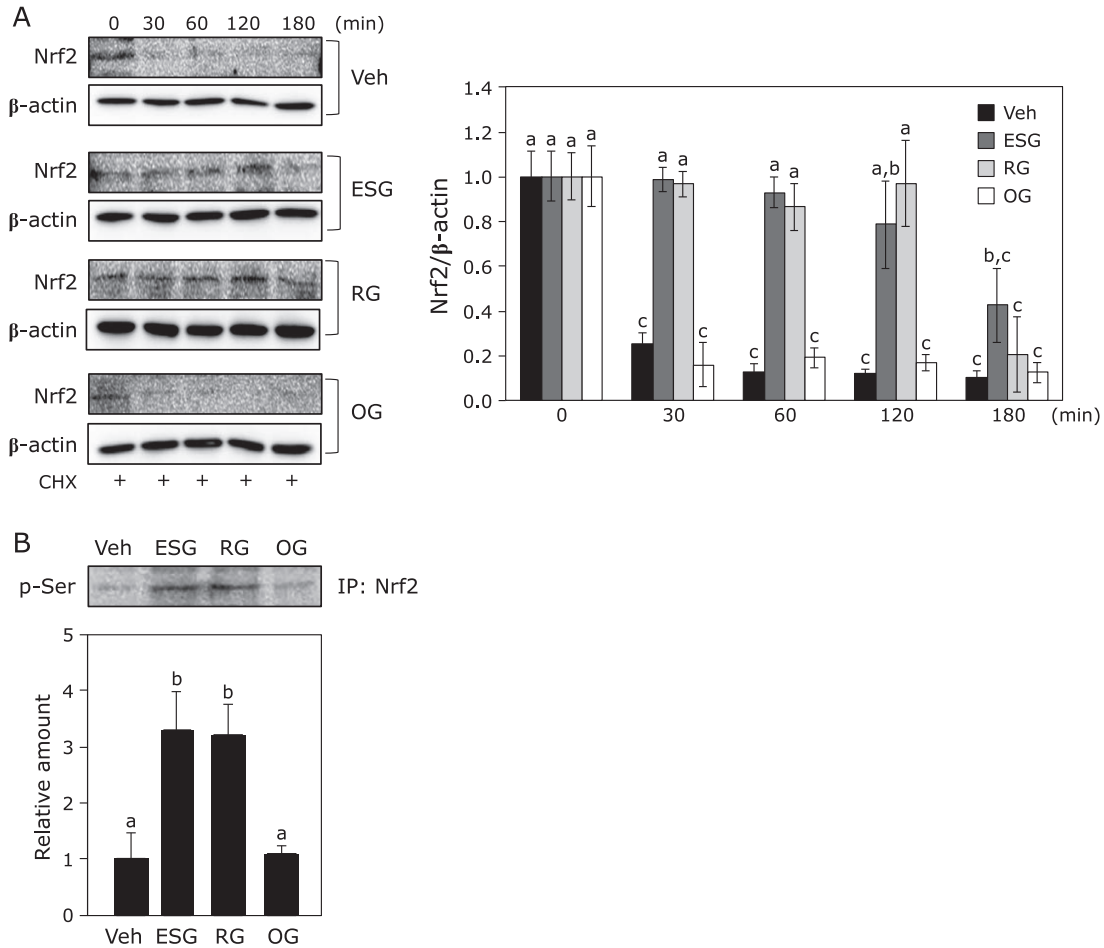 A
0 30 60 120 180 (min)
Nrf2
β-actin
Veh
Nrf2
β-actin
ESG
Nrf2
β-actin
RG
Nrf2
β-actin
OG
CHX + + + + +
Nrf2/β-actin
1.4
1.2
1.0
0.8
0.6
0.4
0.2
0.0
a a a a
c a a c
c a a c
c a,b a c
c b,c c c
Veh
ESG
RG
OG
0 30 60 120 180 (min)
B
Veh ESG RG OG
p-Ser IP: Nrf2
Relative amount
5
4
3
2
1
0
a b b a
Veh ESG RG OG